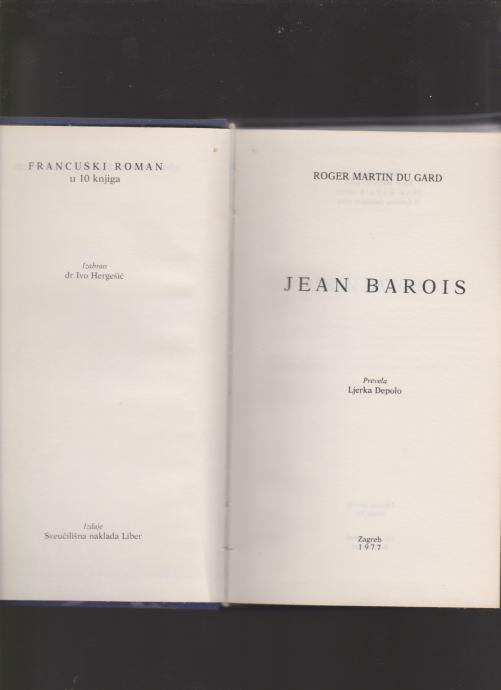 FRANCUSKI ROMAN
u 10 knjiga
Izabrao
dr Ivo Hergešić
Izdaje
Sveučilišna naklada Liber
ROGER MARTIN DU GARD
JEAN BAROIS
Prevela
Ljerka Depolo
Zagreb
1977